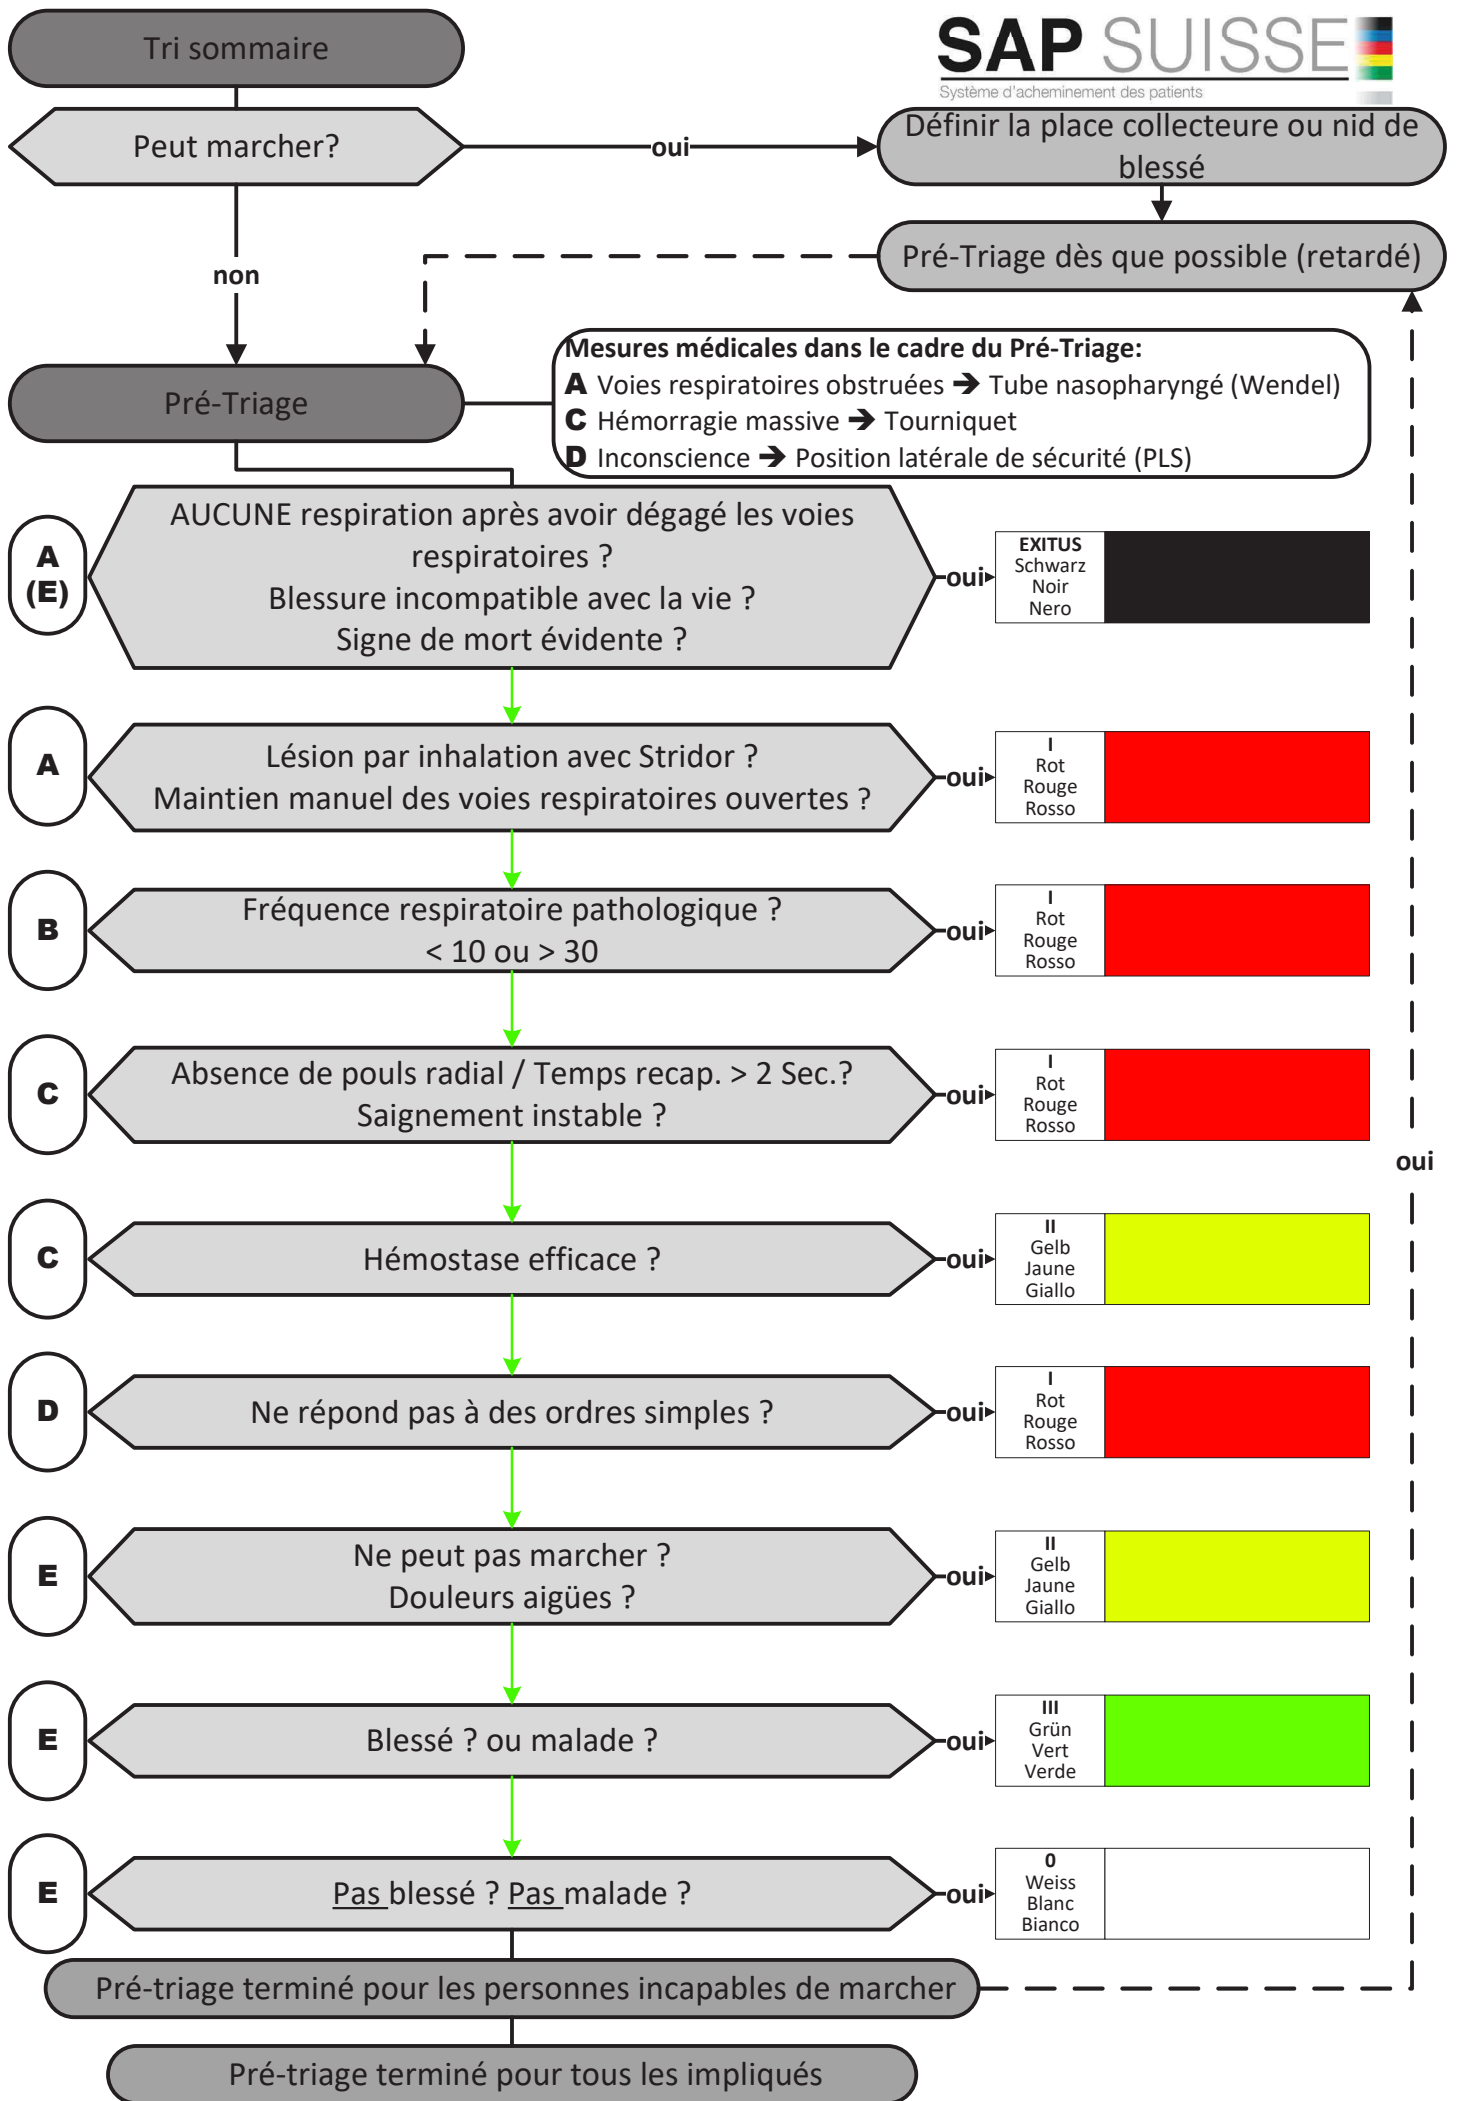 Tri sommaire
SAP SUISSE
Système d'acheminement des patients
Peut marcher?
oui
Définir la place collecteure ou nid de
blessé
non
Pré-Triage dès que possible (retardé)
Pré-Triage
Mesures médicales dans le cadre du Pré-Triage:
A Voies respiratoires obstruées ➔ Tube nasopharyngé (Wendel)
C Hémorragie massive ➔ Tourniquet
D Inconscience ➔ Position latérale de sécurité (PLS)
A
(E)
AUCUNE respiration après avoir dégagé les voies
respiratoires ?
Blessure incompatible avec la vie ?
Signe de mort évidente ?
oui
EXITUS
Schwarz
Noir
Nero
A
Lésion par inhalation avec Stridor ?
Maintien manuel des voies respiratoires ouvertes ?
oui
I
Rot
Rouge
Rosso
B
Fréquence respiratoire pathologique ?
< 10 ou > 30
oui
I
Rot
Rouge
Rosso
C
Absence de pouls radial / Temps recap. > 2 Sec.?
Saignement instable ?
oui
I
Rot
Rouge
Rosso
oui
C
Hémostase efficace ?
oui
II
Gelb
Jaune
Giallo
D
Ne répond pas à des ordres simples ?
oui
I
Rot
Rouge
Rosso
E
Ne peut pas marcher ?
Douleurs aigües ?
oui
II
Gelb
Jaune
Giallo
E
Blessé ? ou malade ?
oui
III
Grün
Vert
Verde
E
Pas blessé ? Pas malade ?
oui
0
Weiss
Blanc
Bianco
Pré-triage terminé pour les personnes incapables de marcher
Pré-triage terminé pour tous les impliqués